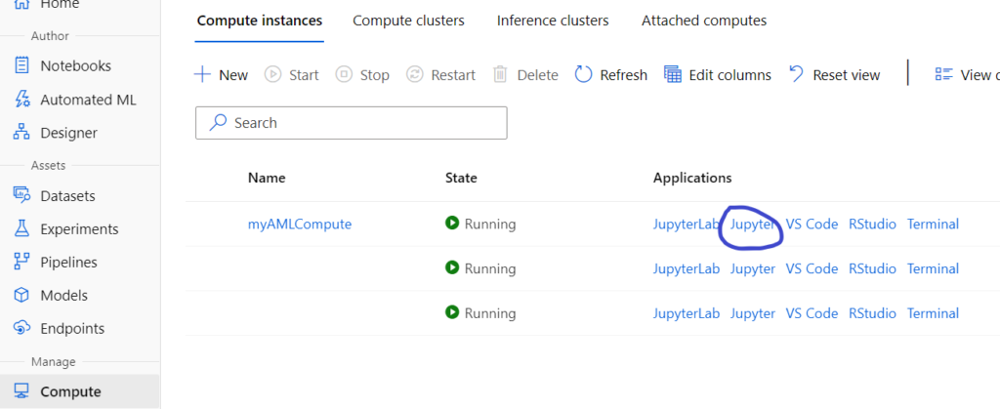 Home
Author
Notebooks
Automated ML
Designer
Assets
Datasets
Experiments
Pipelines
Models
Endpoints
Manage
Compute
Compute instances Compute clusters Inference clusters Attached computes
New Start Stop Restart Delete Refresh Edit columns Reset view View
Search
Name State Applications
myAMLCompute Running JupyterLab Jupyter VS Code RStudio Terminal
Running JupyterLab Jupyter VS Code RStudio Terminal
Running JupyterLab Jupyter VS Code RStudio Terminal